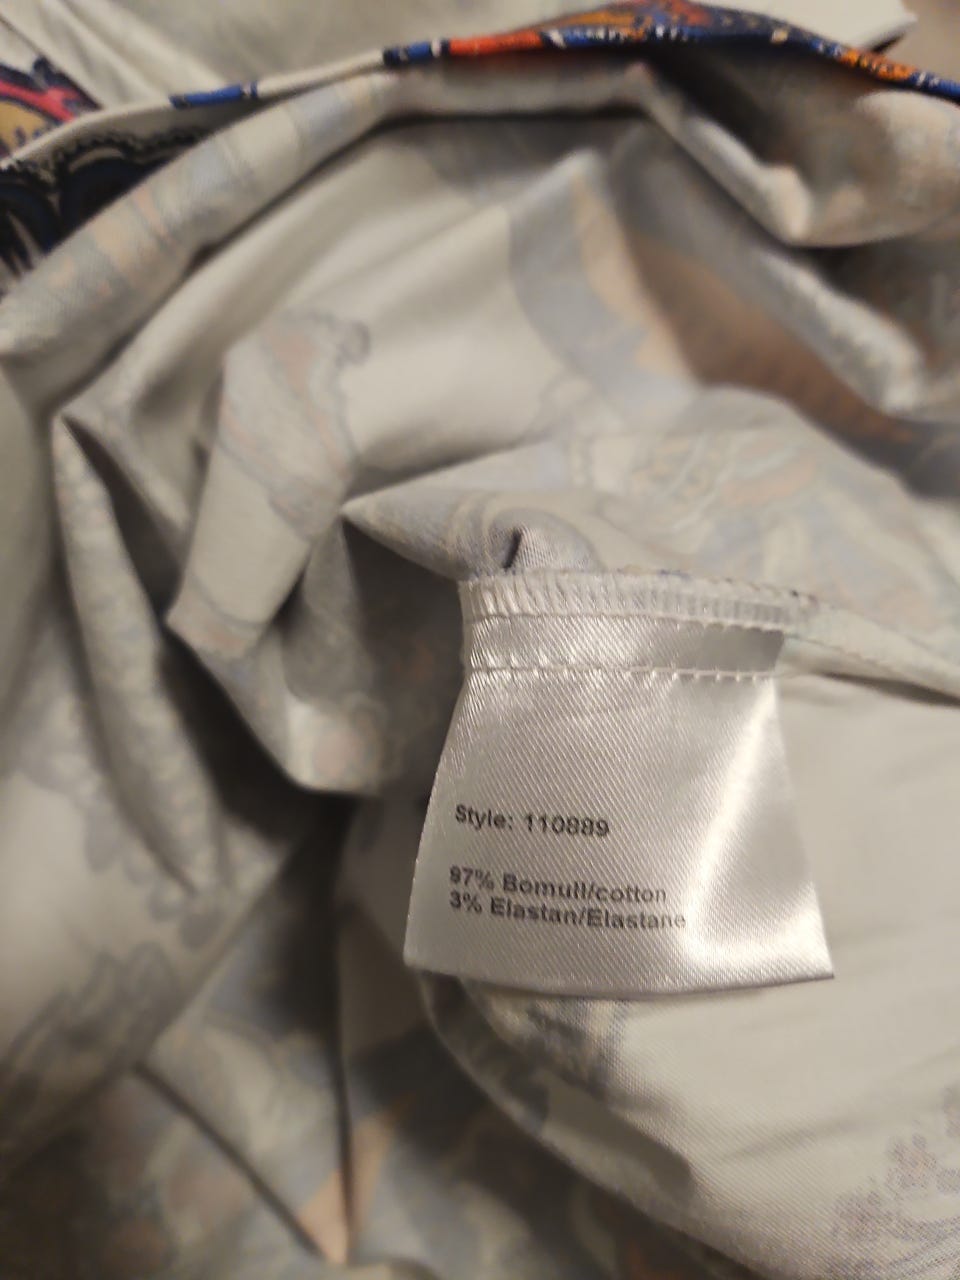 Style: 110889
97% Bomull/cotton
3% Elastan/Elastane